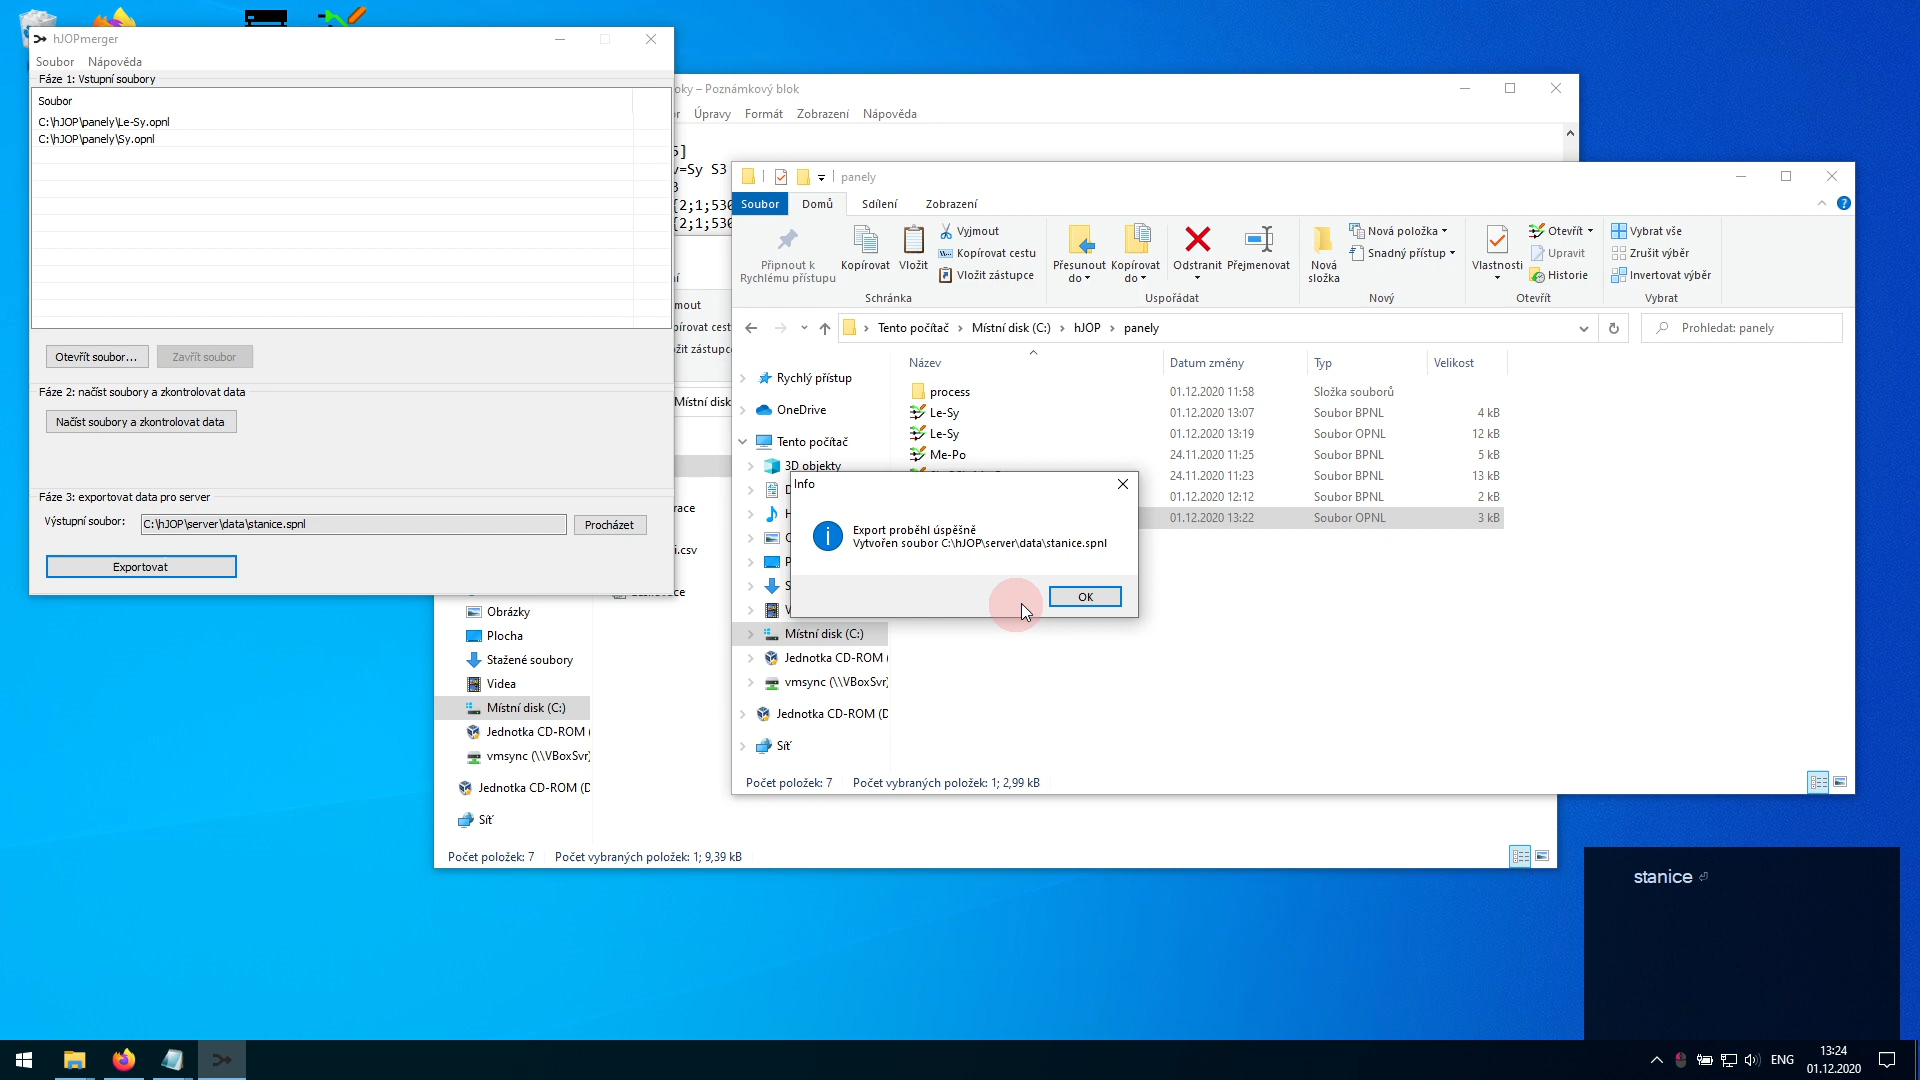 hJOPmerger
Soubor
Nápověda
Fáze 1: Vstupní soubory
Soubor
C:\hJOP\panely\Le-Sy.opnl
C:\hJOP\panely\Sy.opnl
Otevřít soubor...
Zavřít soubor
Fáze 2: načíst soubory a zkontrolovat data
Načíst soubory a zkontrolovat data
Fáze 3: exportovat data pro server
Výstupní soubor:
C:\hJOP\server\data\stanice.spnl
Procházet
Exportovat
oky – Poznámkový blok
Úpravy
Formát
Zobrazení
Nápověda
5]
v=Sy S3
3
[2;1;530
[2;1;530
panely
Soubor
Domů
Sdílení
Zobrazení
Připnout k
Rychlému přístupu
Kopírovat
Vložit
Vyjmout
Kopírovat cestu
Vložit zástupce
Schránka
Přesunout
do
Kopírovat
do
Odstranit
Přejmenovat
Uspořádat
Nová
složka
Nová položka
Snadný přístup
Nový
Vlastnosti
Otevřít
Upravit
Historie
Otevřít
Vybrat vše
Zrušit výběr
Invertovat výběr
Vybrat
Tento počítač
Místní disk (C:)
hJOP
panely
Prohledat: panely
Název
Datum změny
Typ
Velikost
process
01.12.2020 11:58
Složka souborů
Le-Sy
01.12.2020 13:07
Soubor BPNL
4 kB
Le-Sy
01.12.2020 13:19
Soubor OPNL
12 kB
Me-Po
24.11.2020 11:25
Soubor BPNL
5 kB
24.11.2020 11:23
Soubor BPNL
13 kB
01.12.2020 12:12
Soubor BPNL
2 kB
01.12.2020 13:22
Soubor OPNL
3 kB
Rychlý přístup
OneDrive
Tento počítač
3D objekty
Místní disk (C:)
Jednotka CD-ROM (
vmsync (\\VBoxSvr)
Jednotka CD-ROM (D
Síť
Počet položek: 7
Počet vybraných položek: 1; 2,99 kB
Info
Export proběhl úspěšně
Vytvořen soubor C:\hJOP\server\data\stanice.spnl
OK
mout
pírovat cest
žit zástupc
Místní disk
race
i.csv
Obrázky
Plocha
Stažené soubory
Videa
Místní disk (C:)
Jednotka CD-ROM (
vmsync (\\VBoxSvr)
Jednotka CD-ROM (D
Síť
Počet položek: 7
Počet vybraných položek: 1; 9,39 kB
stanice ⏎
ENG
13:24
01.12.2020